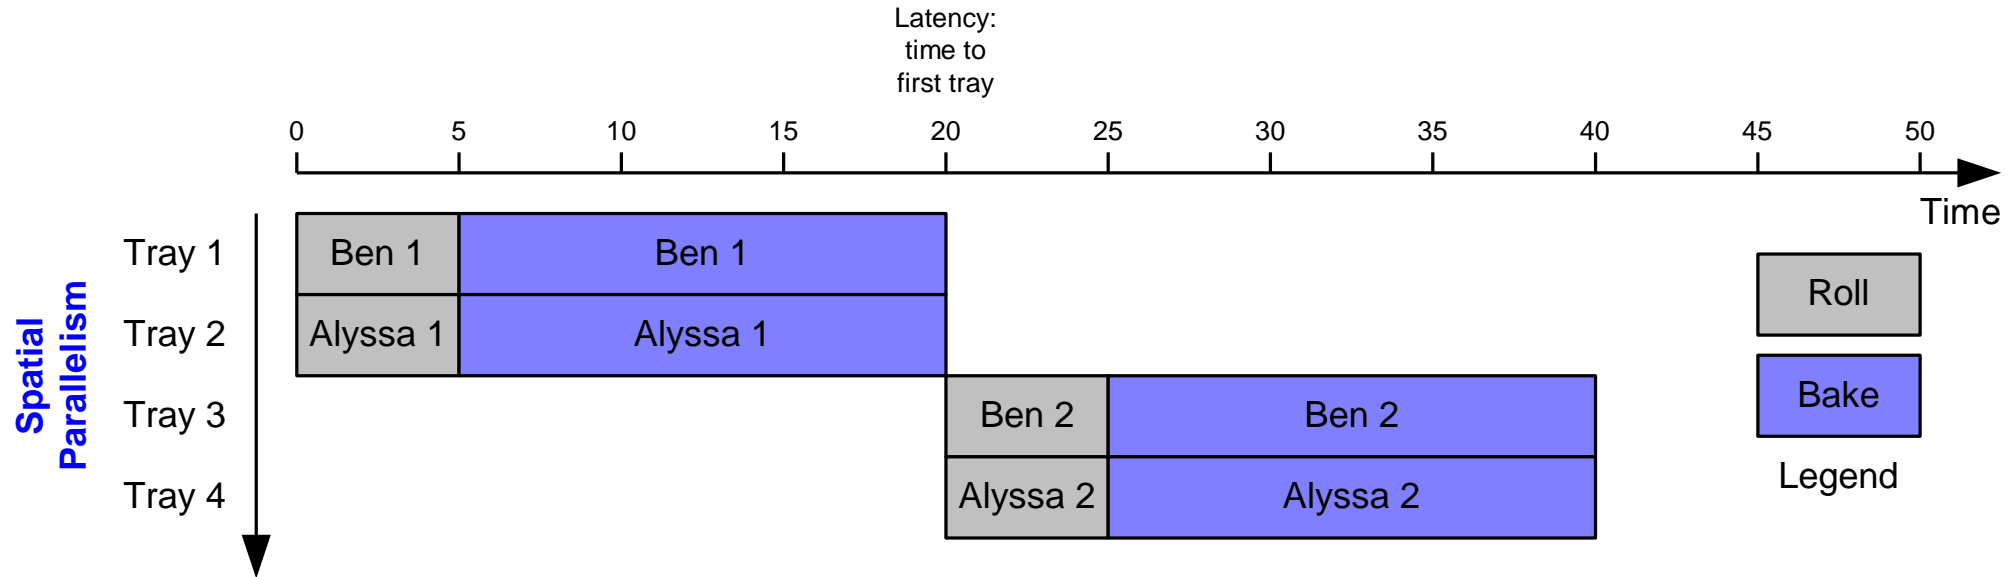 Latency:
time to
first tray
0 5 10 15 20 25 30 35 40 45 50
Time
Spatial
Parallelism
Tray 1
Ben 1
Ben 1
Tray 2
Alyssa 1
Alyssa 1
Tray 3
Ben 2
Ben 2
Tray 4
Alyssa 2
Alyssa 2
Roll
Bake
Legend